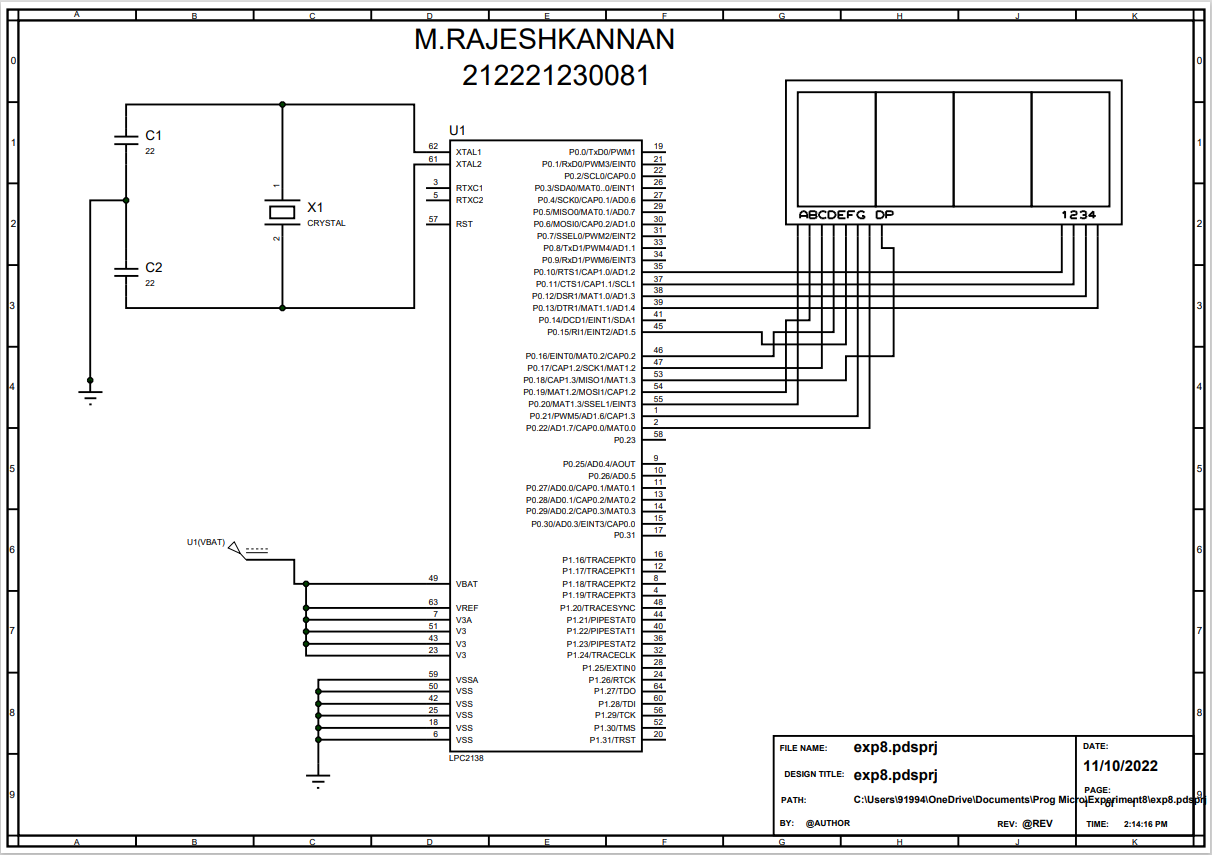 A B C D E F G H J K
M.RAJESHKANNAN
212221230081
0 0
1 1
2 2
3 3
4 4
5 5
6 6
7 7
8 8
9 9
C1
22
C2
22
1
X1
CRYSTAL
2
U1
62 XTAL1
61 XTAL2
3 RTXC1
5 RTXC2
57 RST
P0.0/TxD0/PWM1 19
P0.1/RxD0/PWM3/EINT0 21
P0.2/SCL0/CAP0.0 22
P0.3/SDA0/MAT0..0/EINT1 26
P0.4/SCK0/CAP0.1/AD0.6 27
P0.5/MISO0/MAT0.1/AD0.7 29
P0.6/MOSI0/CAP0.2/AD1.0 30
P0.7/SSEL0/PWM2/EINT2 31
P0.8/TxD1/PWM4/AD1.1 33
P0.9/RxD1/PWM6/EINT3 34
P0.10/RTS1/CAP1.0/AD1.2 35
P0.11/CTS1/CAP1.1/SCL1 37
P0.12/DSR1/MAT1.0/AD1.3 38
P0.13/DTR1/MAT1.1/AD1.4 39
P0.14/DCD1/EINT1/SDA1 41
P0.15/RI1/EINT2/AD1.5 45
P0.16/EINT0/MAT0.2/CAP0.2 46
P0.17/CAP1.2/SCK1/MAT1.2 47
P0.18/CAP1.3/MISO1/MAT1.3 53
P0.19/MAT1.2/MOSI1/CAP1.2 54
P0.20/MAT1.3/SSEL1/EINT3 55
P0.21/PWM5/AD1.6/CAP1.3 1
P0.22/AD1.7/CAP0.0/MAT0.0 2
P0.23 58
P0.25/AD0.4/AOUT 9
P0.26/AD0.5 10
P0.27/AD0.0/CAP0.1/MAT0.1 11
P0.28/AD0.1/CAP0.2/MAT0.2 13
P0.29/AD0.2/CAP0.3/MAT0.3 14
P0.30/AD0.3/EINT3/CAP0.0 15
P0.31 17
P1.16/TRACEPKT0 16
P1.17/TRACEPKT1 12
P1.18/TRACEPKT2 8
P1.19/TRACEPKT3 4
P1.20/TRACESYNC 48
P1.21/PIPESTAT0 44
P1.22/PIPESTAT1 40
P1.23/PIPESTAT2 36
P1.24/TRACECLK 32
P1.25/EXTIN0 28
P1.26/RTCK 24
P1.27/TDO 64
P1.28/TDI 60
P1.29/TCK 56
P1.30/TMS 52
P1.31/TRST 20
U1(VBAT)
49 VBAT
63 VREF
7 V3A
51 V3
43 V3
23 V3
59 VSSA
50 VSS
42 VSS
25 VSS
18 VSS
6 VSS
LPC2138
ABCDEFG DP 1234
FILE NAME: exp8.pdsprj
DESIGN TITLE: exp8.pdsprj
PATH: C:\Users\91994\OneDrive\Documents\Prog Micro\Experiment8\exp8.pdsprj
BY: @AUTHOR REV: @REV
DATE:
11/10/2022
PAGE:
1 of 1
TIME: 2:14:16 PM
A B C D E F G H J K